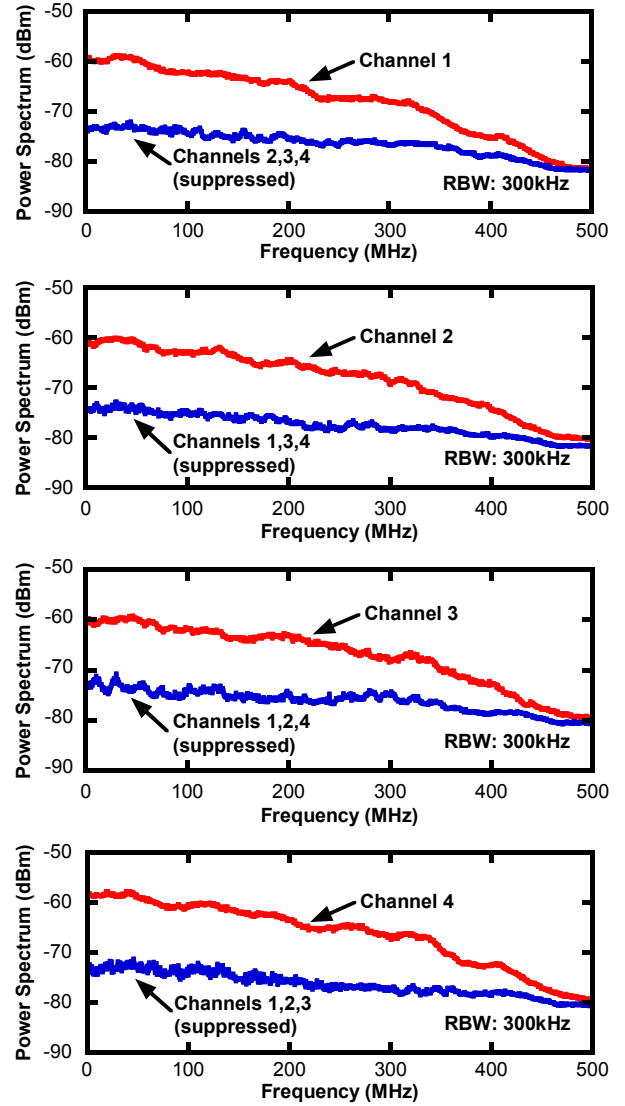 Power Spectrum (dBm)
-50
-60
-70
-80
-90
Channel 1
Channels 2,3,4
(suppressed)
RBW: 300kHz
0
100
200
300
400
500
Frequency (MHz)
Power Spectrum (dBm)
-50
-60
-70
-80
-90
Channel 2
Channels 1,3,4
(suppressed)
RBW: 300kHz
0
100
200
300
400
500
Frequency (MHz)
Power Spectrum (dBm)
-50
-60
-70
-80
-90
Channel 3
Channels 1,2,4
(suppressed)
RBW: 300kHz
0
100
200
300
400
500
Frequency (MHz)
Power Spectrum (dBm)
-50
-60
-70
-80
-90
Channel 4
Channels 1,2,3
(suppressed)
RBW: 300kHz
0
100
200
300
400
500
Frequency (MHz)